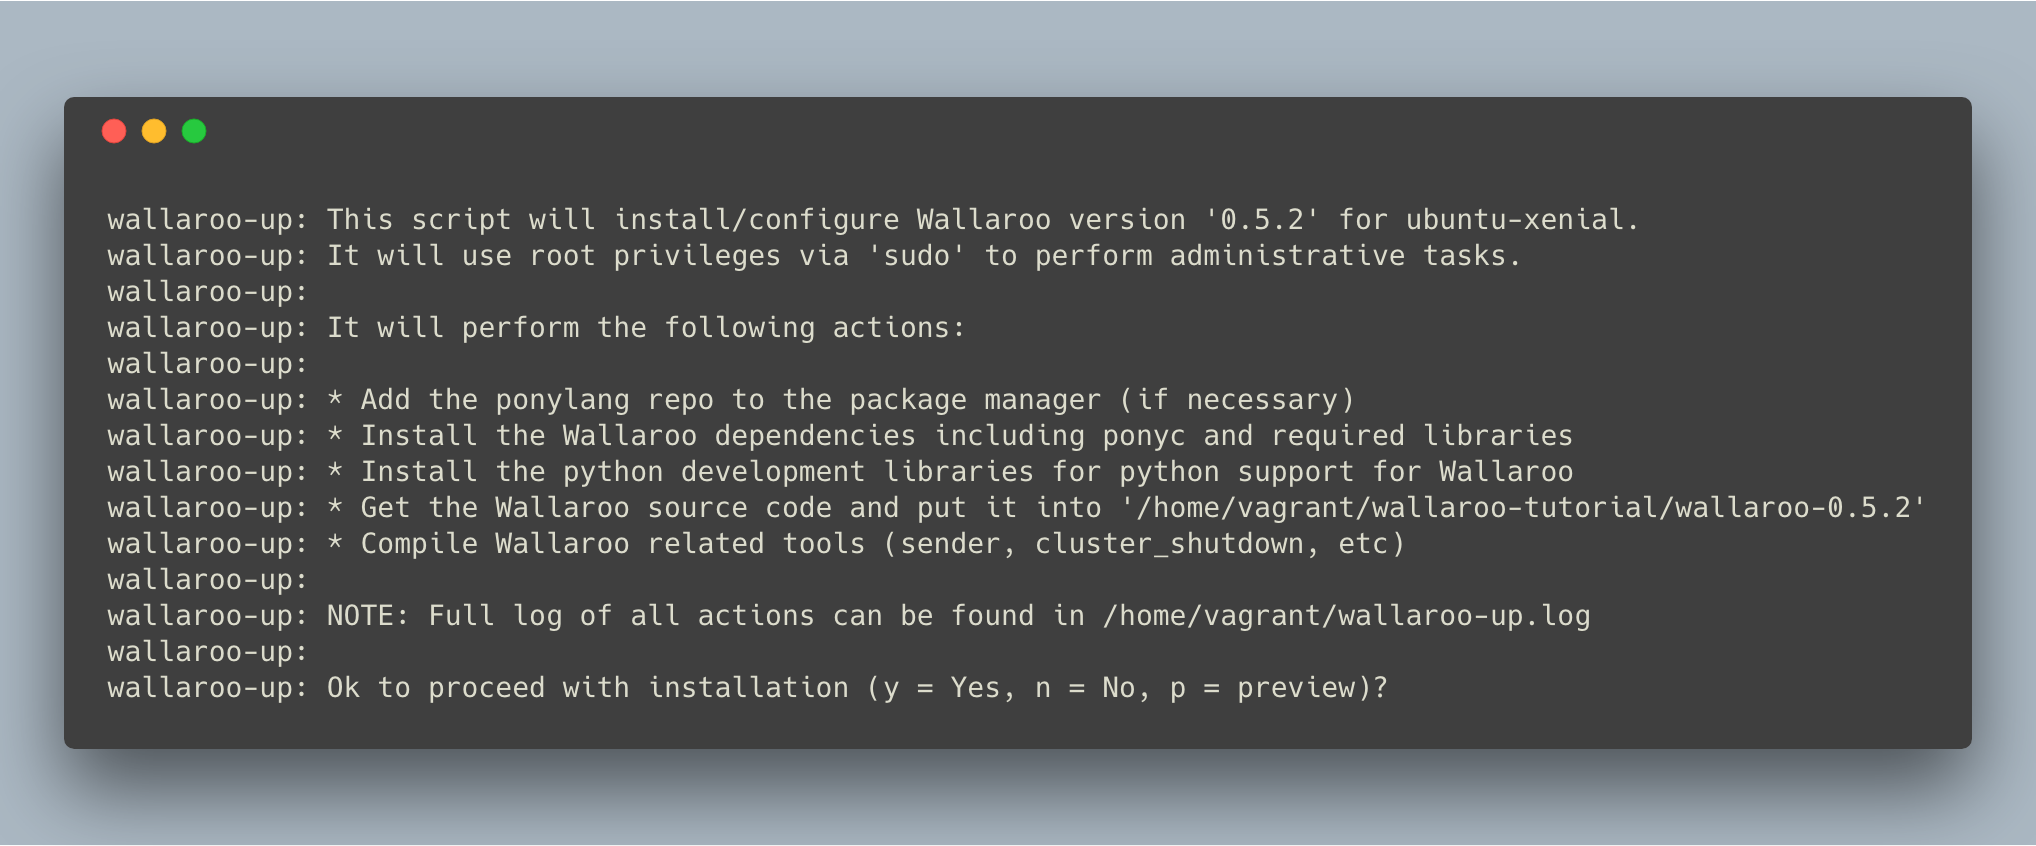 wallaroo-up: This script will install/configure Wallaroo version '0.5.2' for ubuntu-xenial.
wallaroo-up: It will use root privileges via 'sudo' to perform administrative tasks.
wallaroo-up:
wallaroo-up: It will perform the following actions:
wallaroo-up:
wallaroo-up: * Add the ponylang repo to the package manager (if necessary)
wallaroo-up: * Install the Wallaroo dependencies including ponyc and required libraries
wallaroo-up: * Install the python development libraries for python support for Wallaroo
wallaroo-up: * Get the Wallaroo source code and put it into '/home/vagrant/wallaroo-tutorial/wallaroo-0.5.2'
wallaroo-up: * Compile Wallaroo related tools (sender, cluster_shutdown, etc)
wallaroo-up:
wallaroo-up: NOTE: Full log of all actions can be found in /home/vagrant/wallaroo-up.log
wallaroo-up:
wallaroo-up: Ok to proceed with installation (y = Yes, n = No, p = preview)?